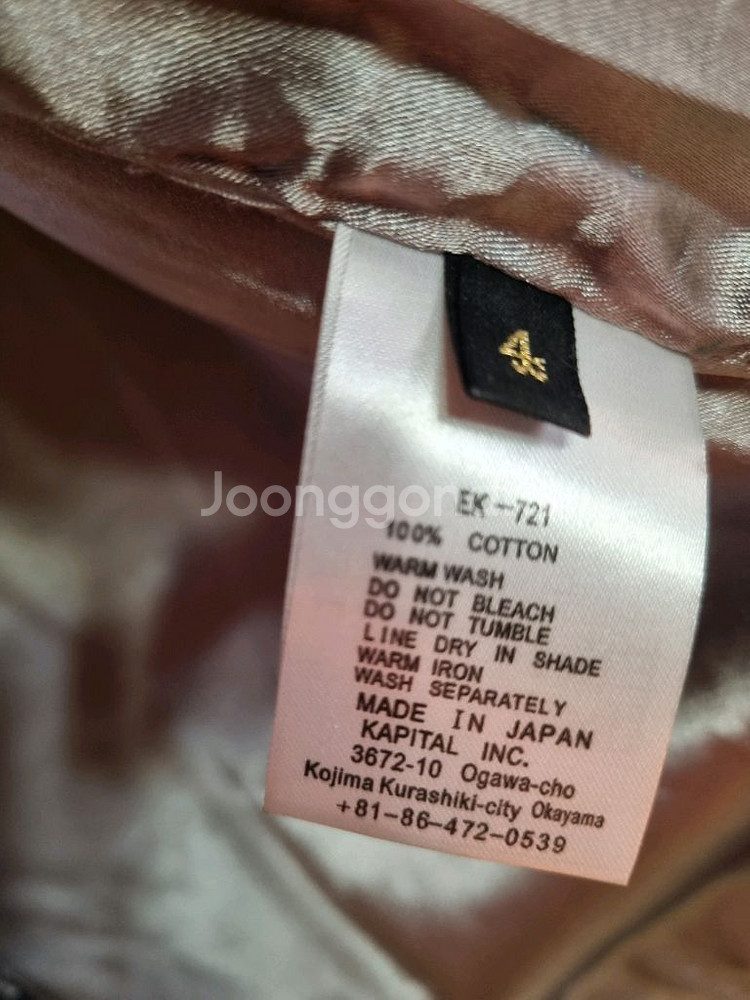 4
EK-721
100% COTTON
WARM WASH
DO NOT BLEACH
DO NOT TUMBLE
LINE DRY IN SHADE
WARM IRON
WASH SEPARATELY
MADE IN JAPAN
KAPITAL INC.
3672-10 Ogawa-cho
Kojima Kurashiki-city Okayama
+81-86-472-0539